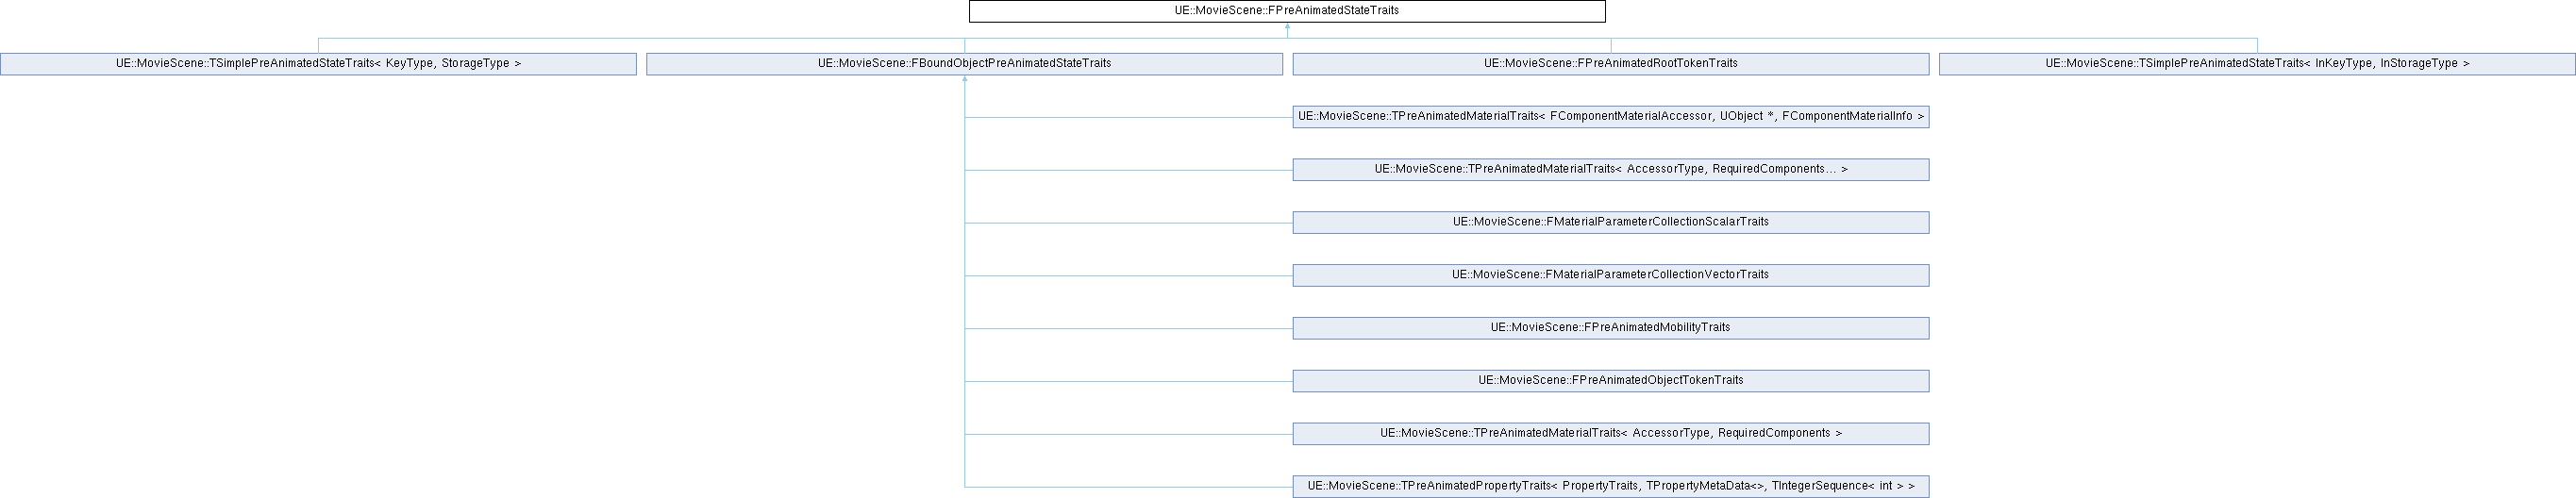 UE::MovieScene::FPreAnimatedStateTraits
UE::MovieScene::TSimplePreAnimatedStateTraits< KeyType, StorageType >
UE::MovieScene::FBoundObjectPreAnimatedStateTraits
UE::MovieScene::FPreAnimatedRootTokenTraits
UE::MovieScene::TSimplePreAnimatedStateTraits< InKeyType, InStorageType >
UE::MovieScene::TPreAnimatedMaterialTraits< FComponentMaterialAccessor, UObject *, FComponentMaterialInfo >
UE::MovieScene::TPreAnimatedMaterialTraits< AccessorType, RequiredComponents... >
UE::MovieScene::FMaterialParameterCollectionScalarTraits
UE::MovieScene::FMaterialParameterCollectionVectorTraits
UE::MovieScene::FPreAnimatedMobilityTraits
UE::MovieScene::FPreAnimatedObjectTokenTraits
UE::MovieScene::TPreAnimatedMaterialTraits< AccessorType, RequiredComponents >
UE::MovieScene::TPreAnimatedPropertyTraits< PropertyTraits, TPropertyMetaData<>, TIntegerSequence< int > >